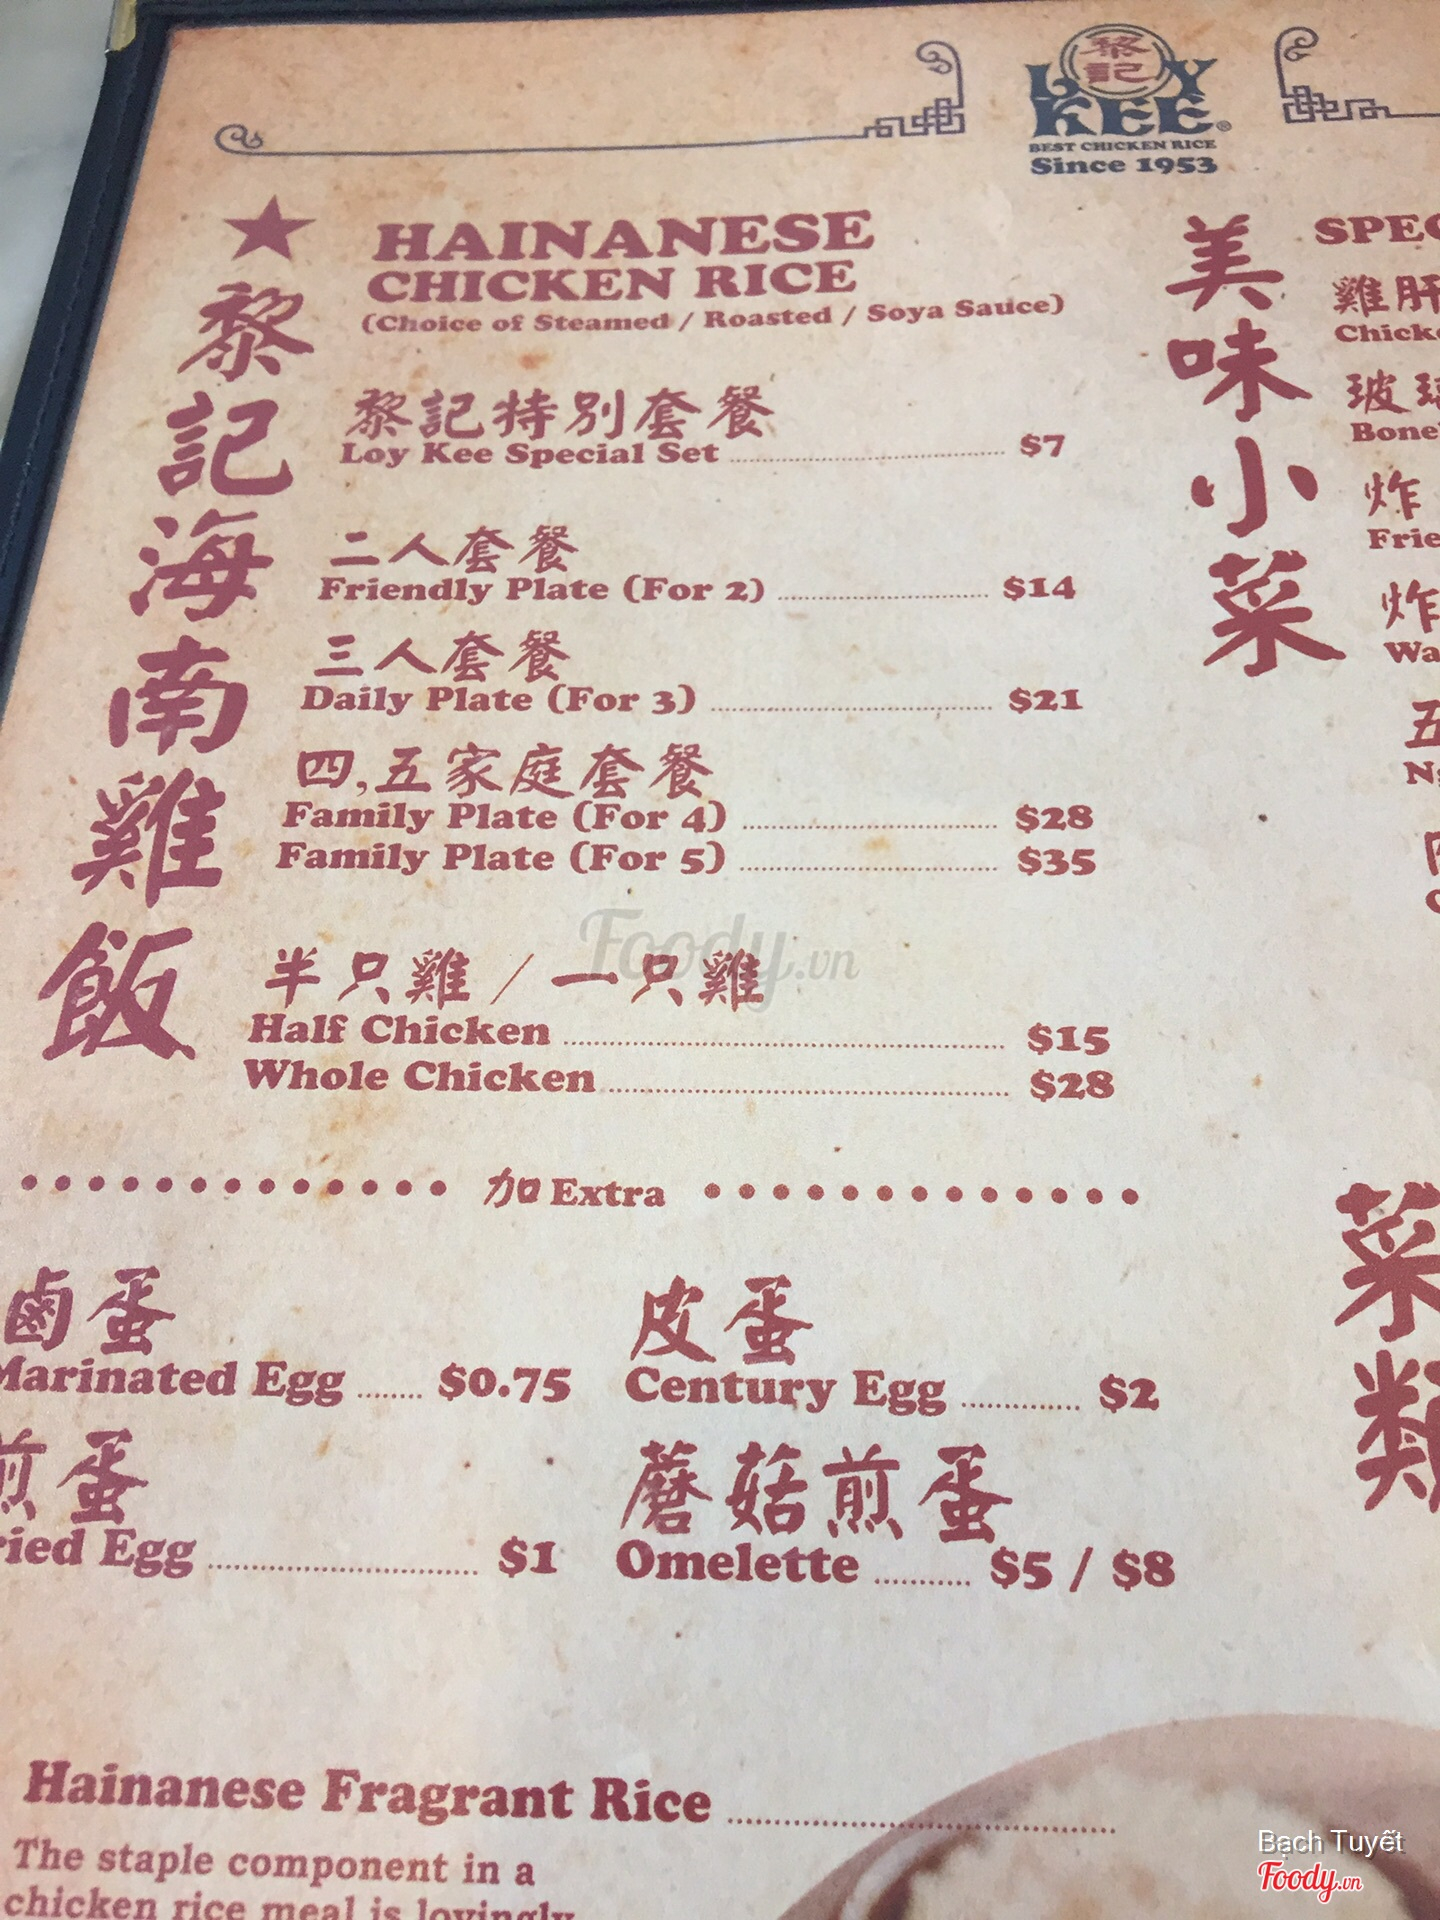 黎記
LOY KEE®
BEST CHICKEN RICE
Since 1953
黎記海南雞飯
HAINANESE
CHICKEN RICE
(Choice of Steamed / Roasted / Soya Sauce)
黎記特別套餐
Loy Kee Special Set $7
二人套餐
Friendly Plate (For 2) $14
三人套餐
Daily Plate (For 3) $21
四,五家庭套餐
Family Plate (For 4) $28
Family Plate (For 5) $35
半只雞 / 一只雞
Half Chicken $15
Whole Chicken $28
加 Extra
鹵蛋
Marinated Egg $0.75
皮蛋
Century Egg $2
煎蛋
ried Egg $1
蘑菇煎蛋
Omelette $5 / $8
Hainanese Fragrant Rice
The staple component in a
chicken rice meal is lovingly
美味小菜
SPEC
雞肝
Chick
玻
Bone
炸
Frie
炸
Wa
五
菜類
Foody.vn
Bạch Tuyết
Foody.vn